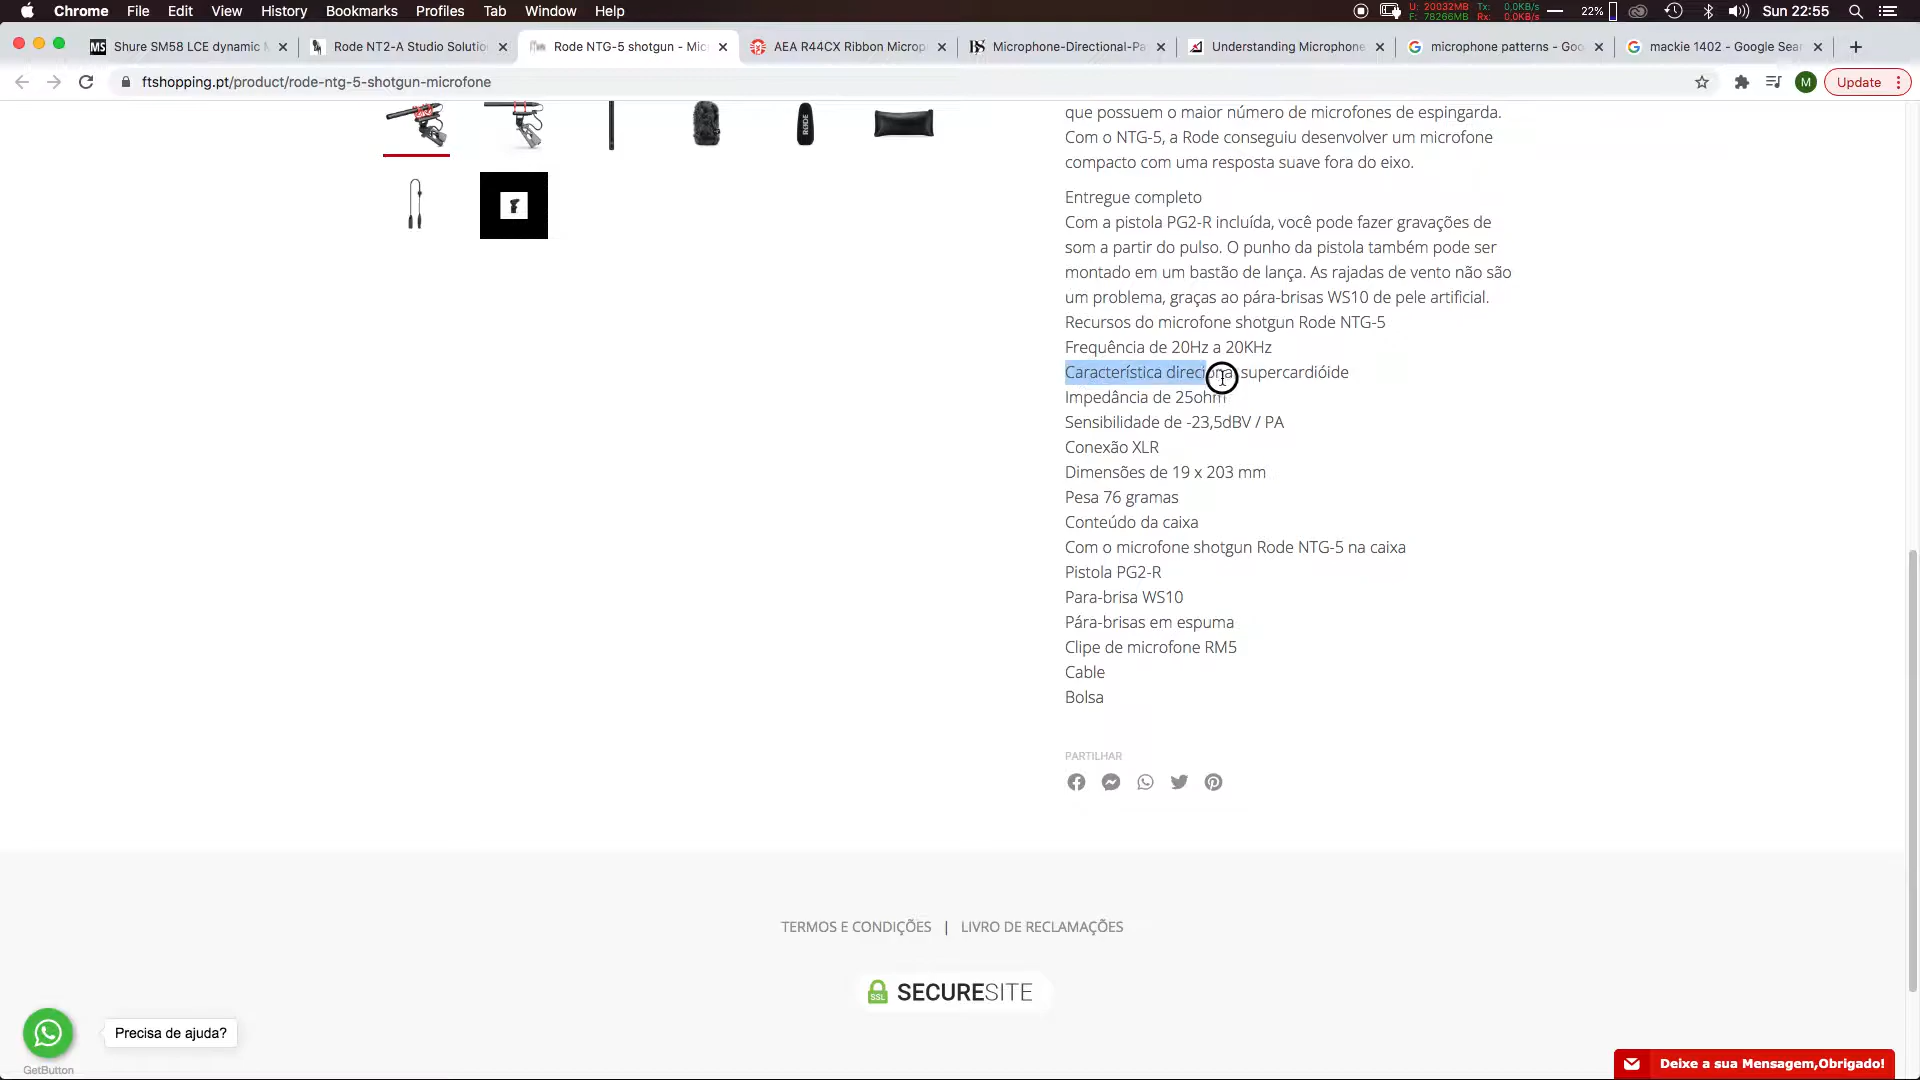 Chrome File Edit View History Bookmarks Profiles Tab Window Help
U: 20032MB Tx: 0,0KB/s
F: 78266MB Rx: 0,0KB/s
22% Sun 22:55
MS Shure SM58 LCE dynamic
Rode NT2-A Studio Solutio
Rode NTG-5 shotgun - Mic
AEA R44CX Ribbon Microp
Microphone-Directional-Pa
Understanding Microphone
microphone patterns - Goo
mackie 1402 - Google Sear
ftshopping.pt/product/rode-ntg-5-shotgun-microfone
M Update
que possuem o maior número de microfones de espingarda.
Com o NTG-5, a Rode conseguiu desenvolver um microfone
compacto com uma resposta suave fora do eixo.
Entregue completo
Com a pistola PG2-R incluída, você pode fazer gravações de
som a partir do pulso. O punho da pistola também pode ser
montado em um bastão de lança. As rajadas de vento não são
um problema, graças ao pára-brisas WS10 de pele artificial.
Recursos do microfone shotgun Rode NTG-5
Frequência de 20Hz a 20KHz
Característica direcional supercardióide
Impedância de 25ohm
Sensibilidade de -23,5dBV / PA
Conexão XLR
Dimensões de 19 x 203 mm
Pesa 76 gramas
Conteúdo da caixa
Com o microfone shotgun Rode NTG-5 na caixa
Pistola PG2-R
Para-brisa WS10
Pára-brisas em espuma
Clipe de microfone RM5
Cable
Bolsa
PARTILHAR
TERMOS E CONDIÇÕES | LIVRO DE RECLAMAÇÕES
SSL SECURESITE
Precisa de ajuda?
GetButton
Deixe a sua Mensagem,Obrigado!